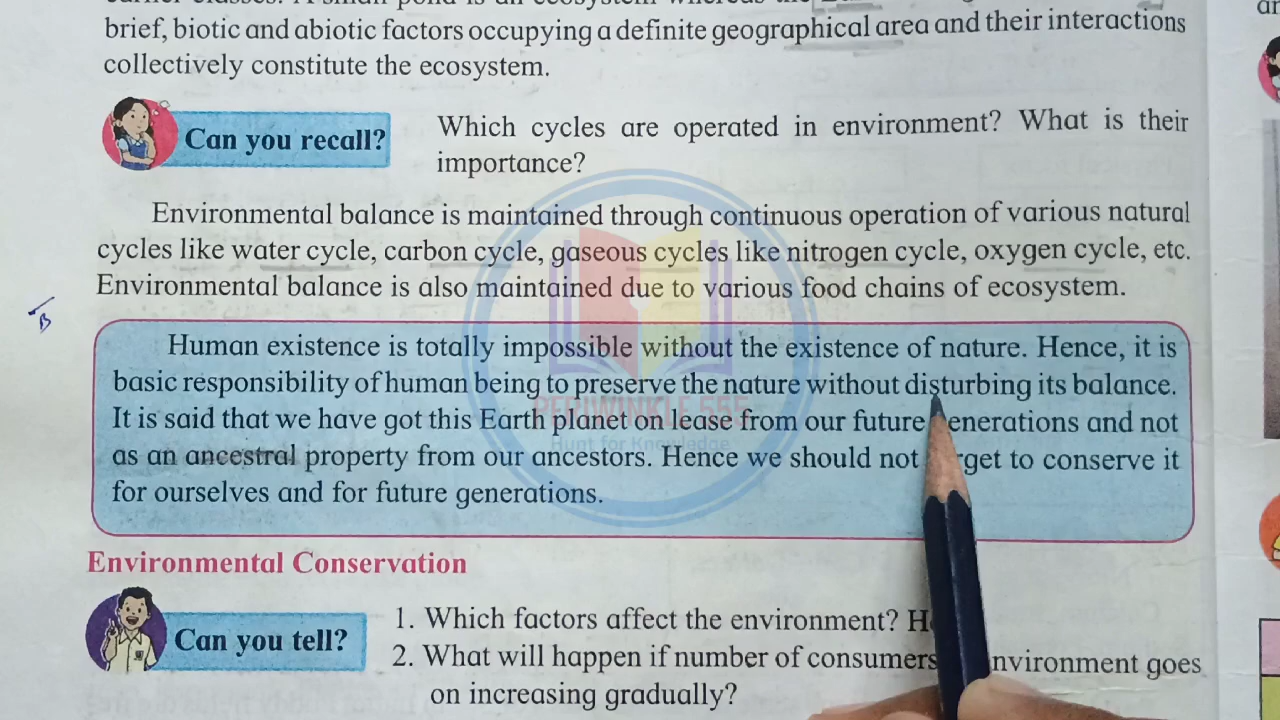 brief, biotic and abiotic factors occupying a definite geographical area and their interactions
collectively constitute the ecosystem.
Can you recall?
Which cycles are operated in environment? What is their
importance?
Environmental balance is maintained through continuous operation of various natural
cycles like water cycle, carbon cycle, gaseous cycles like nitrogen cycle, oxygen cycle, etc.
Environmental balance is also maintained due to various food chains of ecosystem.
Human existence is totally impossible without the existence of nature. Hence, it is
basic responsibility of human being to preserve the nature without disturbing its balance.
It is said that we have got this Earth planet on lease from our future enerations and not
as an ancestral property from our ancestors. Hence we should not rget to conserve it
for ourselves and for future generations.
PERIWINKLE 555
Hunt for Knowledge
Environmental Conservation
Can you tell?
1. Which factors affect the environment? H
2. What will happen if number of consumers nvironment goes
on increasing gradually?